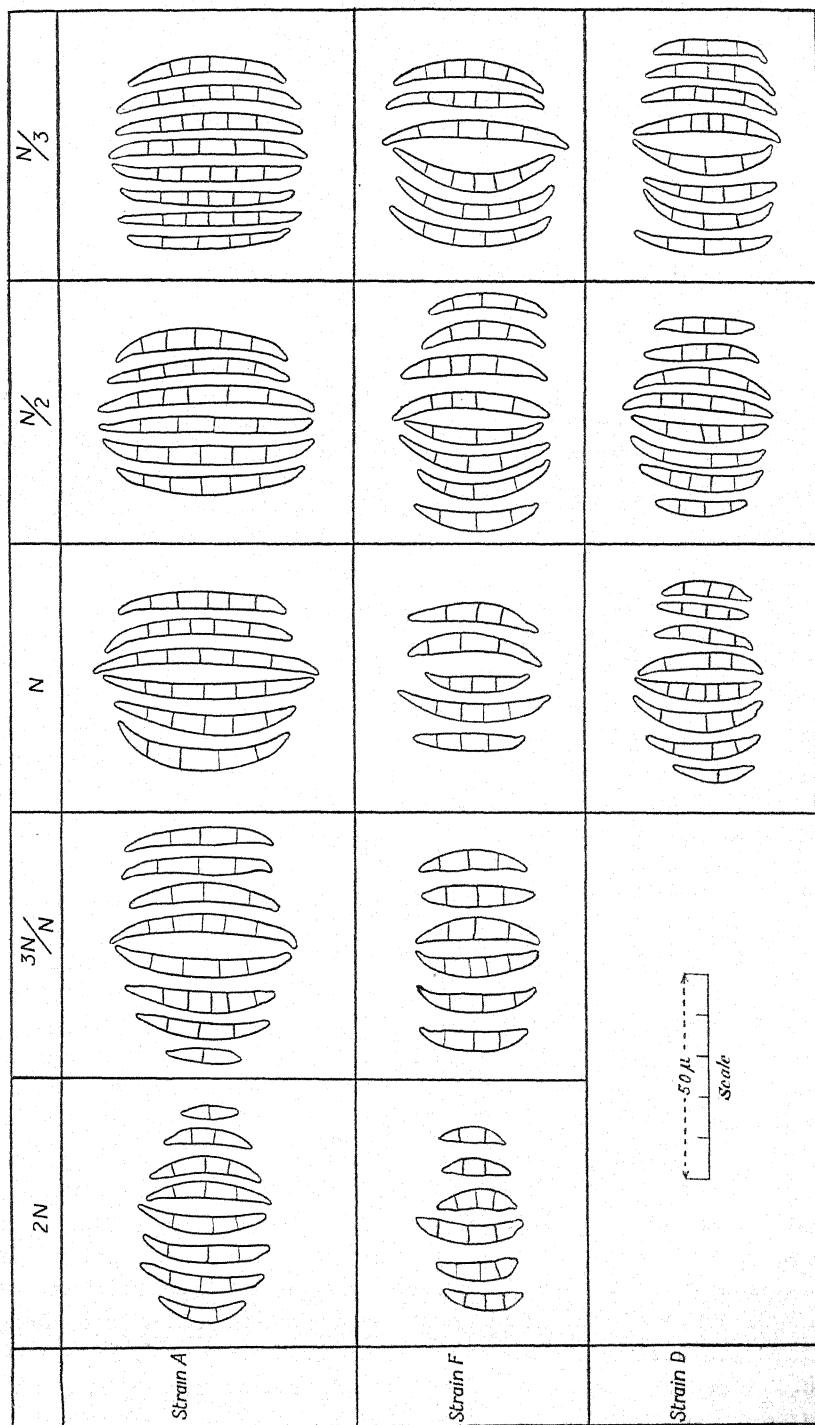 2N
3N/N
N
N/2
N/3
Strain A
Strain F
Strain D
50 μ
Scale